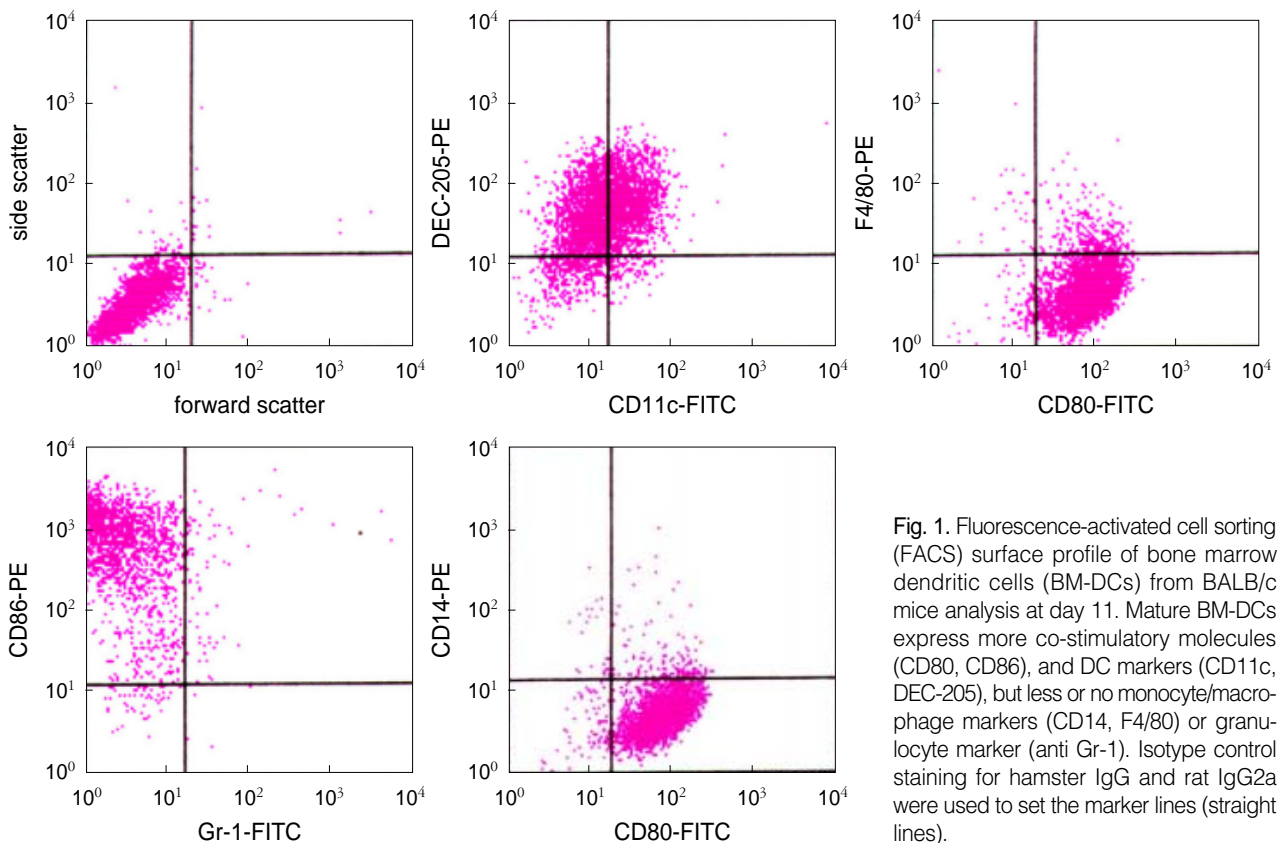 10⁴
10³
10²
10¹
10⁰
side scatter
10⁰ 10¹ 10² 10³ 10⁴
forward scatter
10⁴
10³
10²
10¹
10⁰
DEC-205-PE
10⁰ 10¹ 10² 10³ 10⁴
CD11c-FITC
10⁴
10³
10²
10¹
10⁰
F4/80-PE
10⁰ 10¹ 10² 10³ 10⁴
CD80-FITC
10⁴
10³
10²
10¹
10⁰
CD86-PE
10⁰ 10¹ 10² 10³ 10⁴
Gr-1-FITC
10⁴
10³
10²
10¹
10⁰
CD14-PE
10⁰ 10¹ 10² 10³ 10⁴
CD80-FITC
Fig. 1. Fluorescence-activated cell sorting
(FACS) surface profile of bone marrow
dendritic cells (BM-DCs) from BALB/c
mice analysis at day 11. Mature BM-DCs
express more co-stimulatory molecules
(CD80, CD86), and DC markers (CD11c,
DEC-205), but less or no monocyte/macro-
phage markers (CD14, F4/80) or granu-
locyte marker (anti Gr-1). Isotype control
staining for hamster IgG and rat IgG2a
were used to set the marker lines (straight
lines).